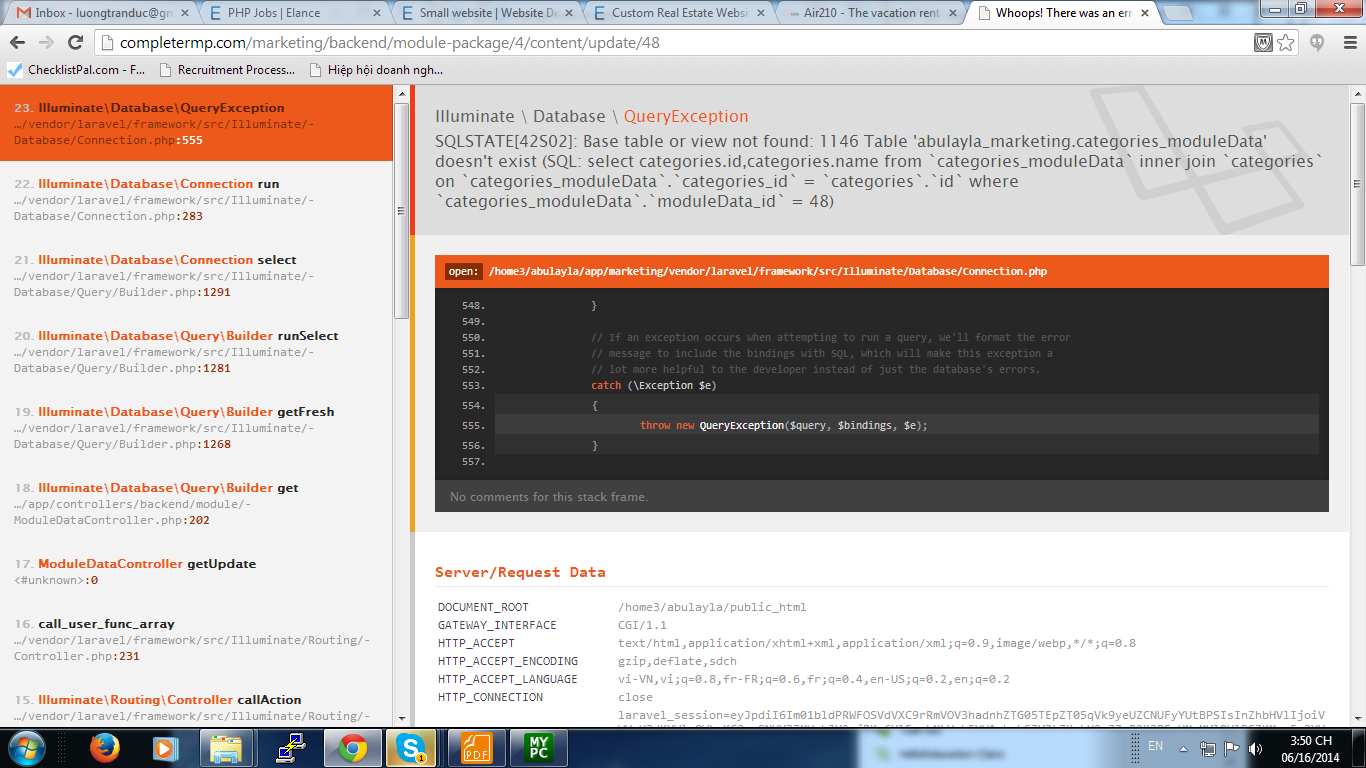 Inbox - luongtranduc@gm
PHP Jobs | Elance
Small website | Website De
Custom Real Estate Websi
Air210 - The vacation rent
Whoops! There was an err
completermp.com/marketing/backend/module-package/4/content/update/48
ChecklistPal.com - F...
Recruitment Process...
Hiệp hội doanh ngh...
23. Illuminate\Database\QueryException
…/vendor/laravel/framework/src/Illuminate/-
Database/Connection.php:555
22. Illuminate\Database\Connection run
…/vendor/laravel/framework/src/Illuminate/-
Database/Connection.php:283
21. Illuminate\Database\Connection select
…/vendor/laravel/framework/src/Illuminate/-
Database/Query/Builder.php:1291
20. Illuminate\Database\Query\Builder runSelect
…/vendor/laravel/framework/src/Illuminate/-
Database/Query/Builder.php:1281
19. Illuminate\Database\Query\Builder getFresh
…/vendor/laravel/framework/src/Illuminate/-
Database/Query/Builder.php:1268
18. Illuminate\Database\Query\Builder get
…/app/controllers/backend/module/-
ModuleDataController.php:202
17. ModuleDataController getUpdate
<#unknown>:0
16. call_user_func_array
…/vendor/laravel/framework/src/Illuminate/Routing/-
Controller.php:231
15. Illuminate\Routing\Controller callAction
…/vendor/laravel/framework/src/Illuminate/Routing/-
Illuminate \ Database \ QueryException
SQLSTATE[42S02]: Base table or view not found: 1146 Table 'abulayla_marketing.categories_moduleData'
doesn't exist (SQL: select categories.id,categories.name from `categories_moduleData` inner join `categories`
on `categories_moduleData`.`categories_id` = `categories`.`id` where
`categories_moduleData`.`moduleData_id` = 48)
open: /home3/abulayla/app/marketing/vendor/laravel/framework/src/Illuminate/Database/Connection.php
548. }
549.
550. // If an exception occurs when attempting to run a query, we'll format the error
551. // message to include the bindings with SQL, which will make this exception a
552. // lot more helpful to the developer instead of just the database's errors.
553. catch (\Exception $e)
554. {
555. throw new QueryException($query, $bindings, $e);
556. }
557.
No comments for this stack frame.
Server/Request Data
DOCUMENT_ROOT /home3/abulayla/public_html
GATEWAY_INTERFACE CGI/1.1
HTTP_ACCEPT text/html,application/xhtml+xml,application/xml;q=0.9,image/webp,*/*;q=0.8
HTTP_ACCEPT_ENCODING gzip,deflate,sdch
HTTP_ACCEPT_LANGUAGE vi-VN,vi;q=0.8,fr-FR;q=0.6,fr;q=0.4,en-US;q=0.2,en;q=0.2
HTTP_CONNECTION close
PDF
MY
PC
1
EN
3:50 CH
06/16/2014